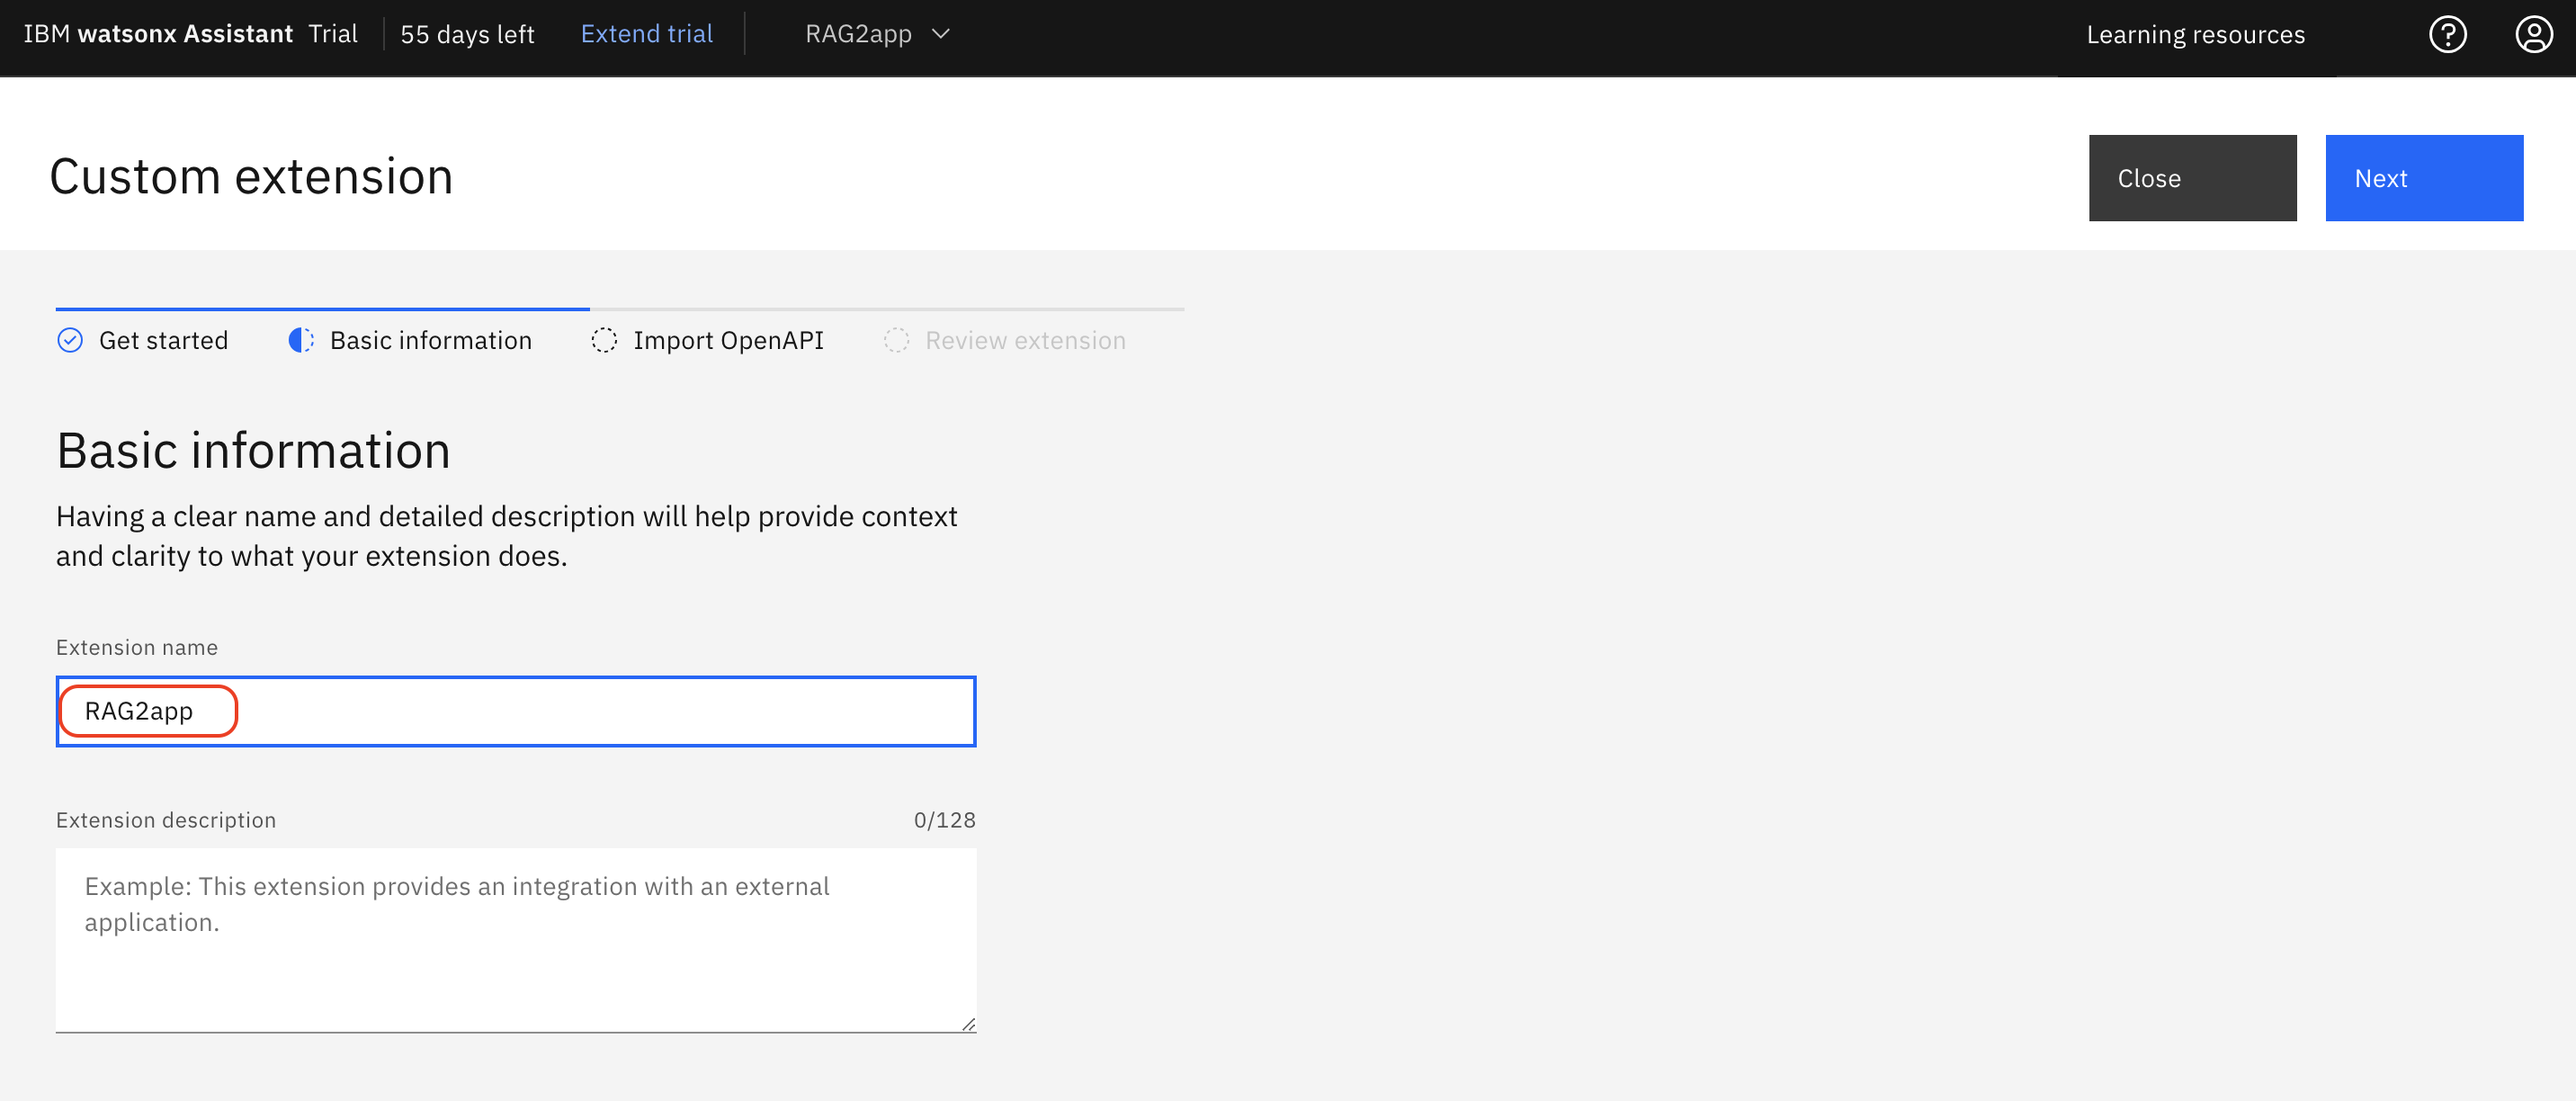 IBM watsonx Assistant Trial 55 days left Extend trial RAG2app Learning resources
Custom extension
Close Next
Get started Basic information Import OpenAPI Review extension
Basic information
Having a clear name and detailed description will help provide context
and clarity to what your extension does.
Extension name
RAG2app
Extension description 0/128
Example: This extension provides an integration with an external
application.